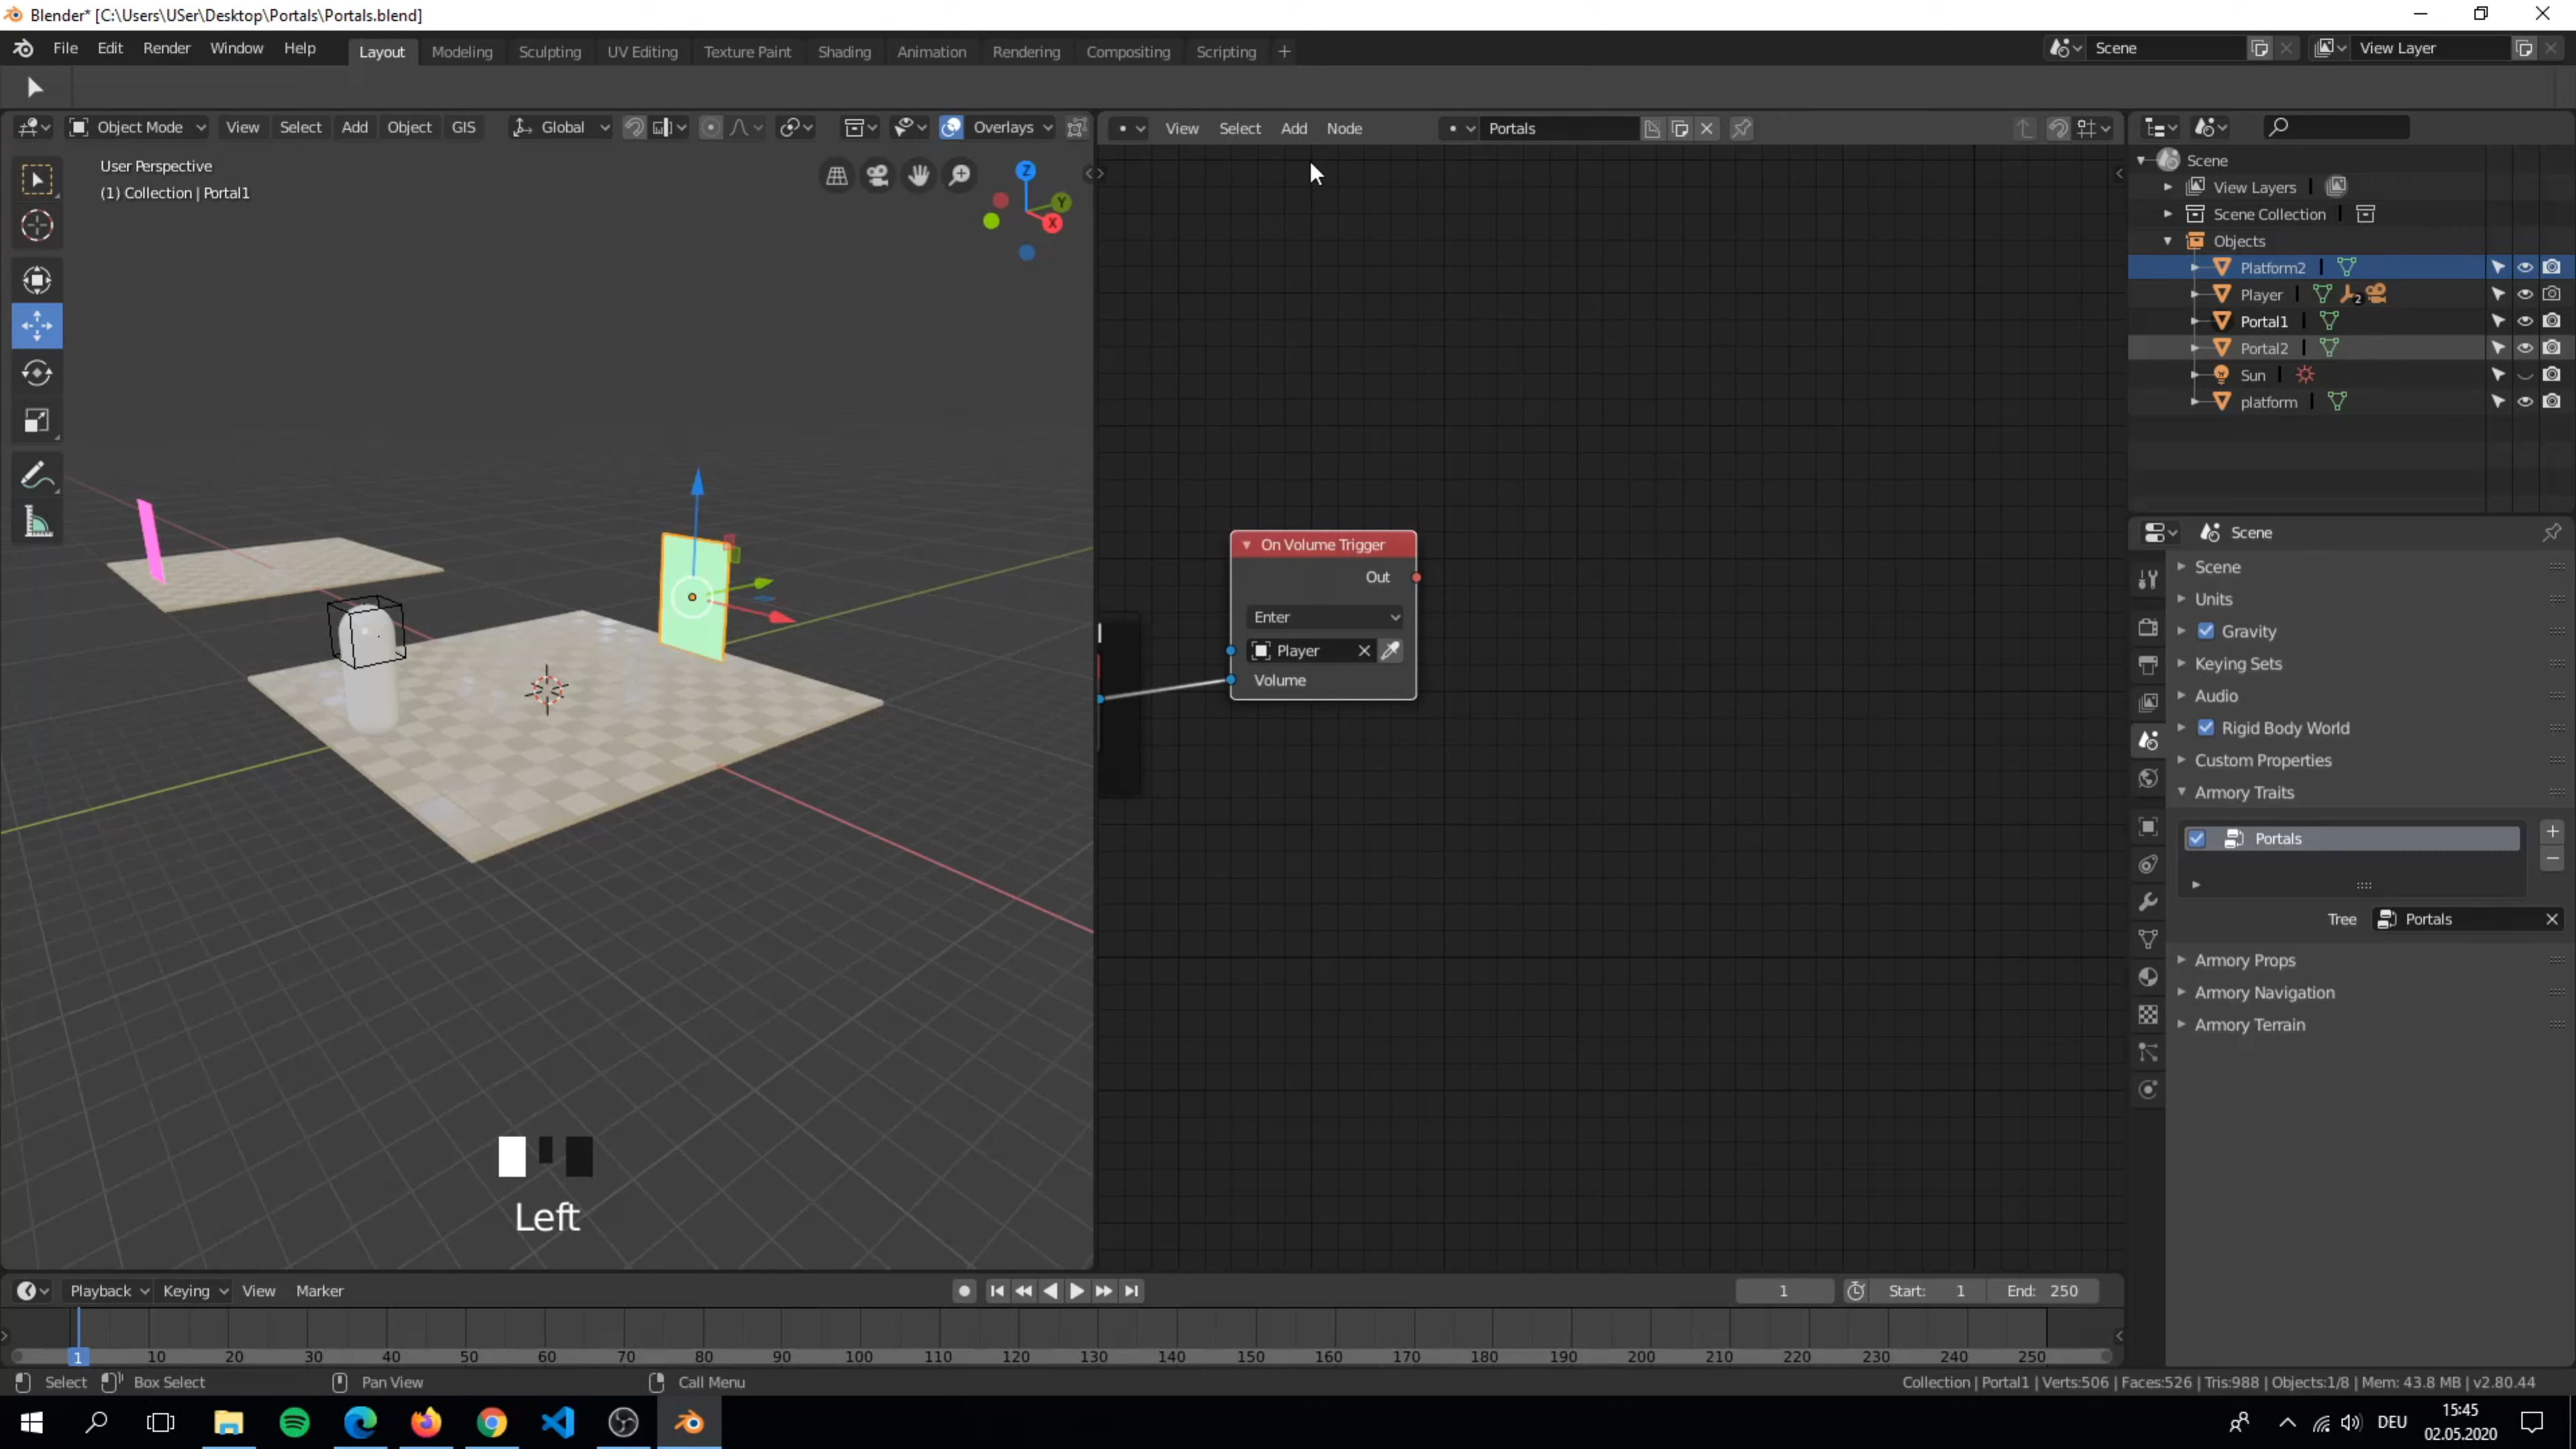 Blender* [C:\Users\USer\Desktop\Portals\Portals.blend]
File Edit Render Window Help Layout Modeling Sculpting UV Editing Texture Paint Shading Animation Rendering Compositing Scripting + Scene View Layer
Object Mode View Select Add Object GIS Global Overlays
View Select Add Node Portals
User Perspective
(1) Collection | Portal1
Z
Y
X
Scene
View Layers
Scene Collection
Objects
Platform2
Player 2
Portal1
Portal2
Sun
platform
On Volume Trigger
Out
Enter
Player
Volume
Scene
Scene
Units
Gravity
Keying Sets
Audio
Rigid Body World
Custom Properties
Armory Traits
Portals
Tree Portals
Armory Props
Armory Navigation
Armory Terrain
Left
Playback Keying View Marker 1 Start: 1 End: 250
1 10 20 30 40 50 60 70 80 90 100 110 120 130 140 150 160 170 180 190 200 210 220 230 240 250
Select Box Select Pan View Call Menu Collection | Portal1 | Verts:506 | Faces:526 | Tris:988 | Objects:1/8 | Mem: 43.8 MB | v2.80.44
DEU
15:45
02.05.2020